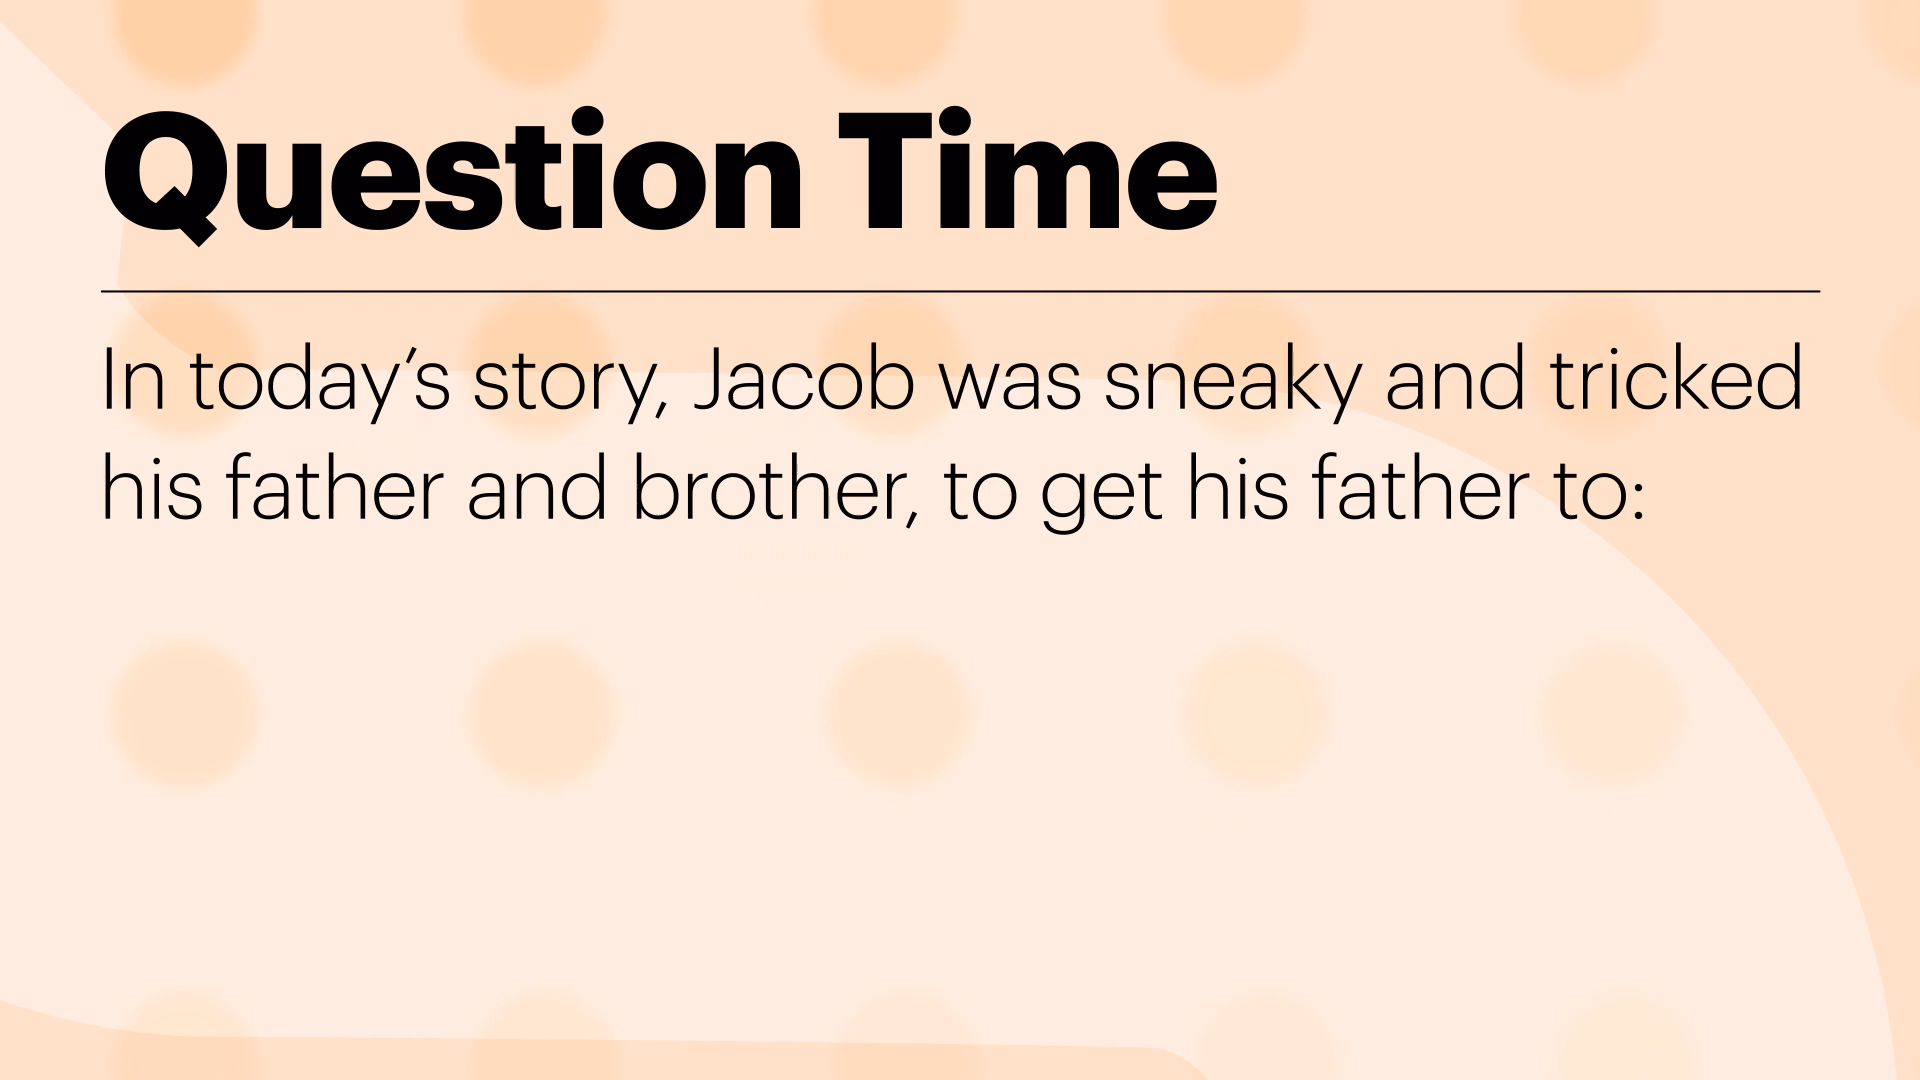 Question Time
In today’s story, Jacob was sneaky and tricked
his father and brother, to get his father to: